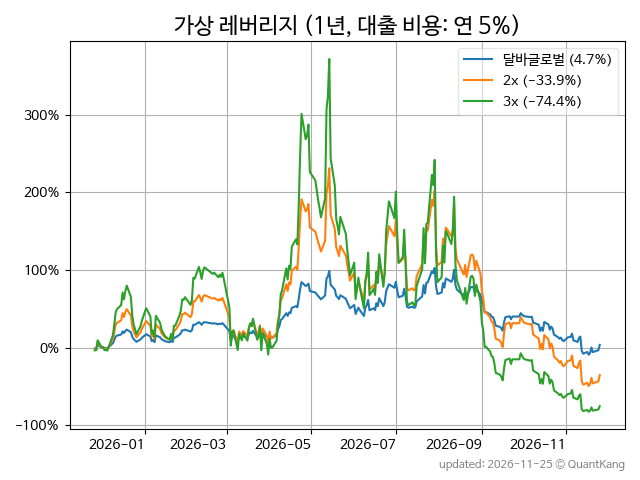 가상 레버리지 (1년, 대출 비용: 연 5%)
달바글로벌 (4.7%)
2x (−33.9%)
3x (−74.4%)
300%
200%
100%
0%
−100%
2026-01 2026-03 2026-05 2026-07 2026-09 2026-11
updated: 2026-11-25 © QuantKang